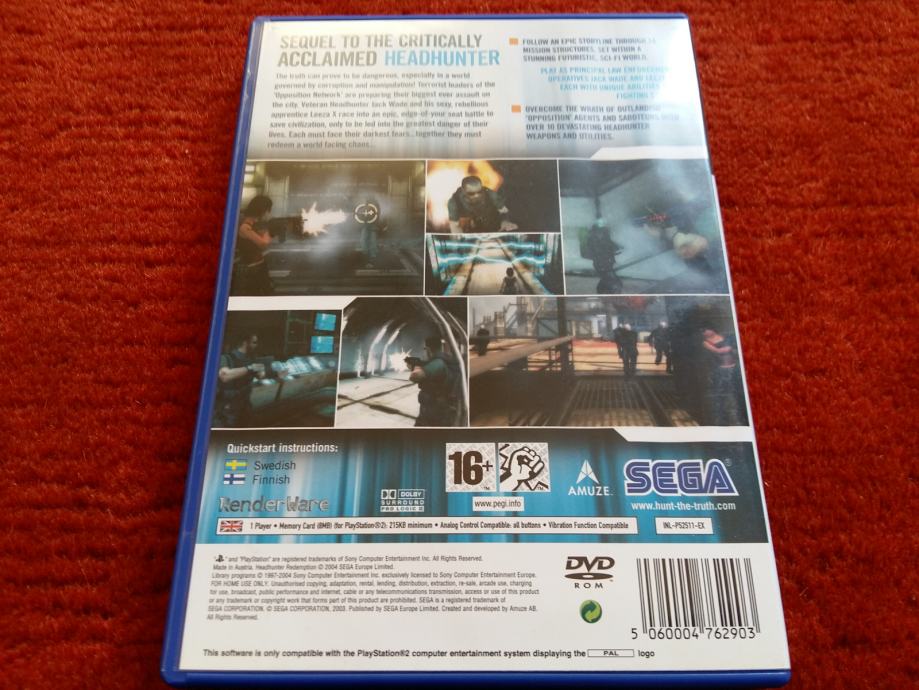 SEQUEL TO THE CRITICALLY
ACCLAIMED HEADHUNTER
The truth can prove to be dangerous, especially in a world
governed by corruption and manipulation! Terrorist leaders of the
'Opposition Network' are preparing their biggest ever assault on
the city. Veteran Headhunter Jack Wade and his sexy, rebellious
apprentice Leeza X race into an epic, edge-of-your seat battle to
save civilization, only to be led into the greatest danger of their
lives. Each must face their darkest fears...together they must
redeem a world facing chaos...
FOLLOW AN EPIC STORYLINE THROUGH
MISSION STRUCTURES, SET WITHIN A
STUNNING FUTURISTIC, SCI-FI WORLD.
PLAY AS PRINCIPAL LAW ENFORCEMENT
OPERATIVES JACK WADE AND LEEZA
EACH WITH UNIQUE ABILITIES
FIGHTING
OVERCOME THE WRATH OF OUTLANDISH
'OPPOSITION' AGENTS AND SABOTEURS WITH
OVER 10 DEVASTATING HEADHUNTER
WEAPONS AND UTILITIES.
Quickstart instructions:
Swedish
Finnish
RenderWare
DOLBY
SURROUND
PRO LOGIC II
16+
www.pegi.info
AMUZE
SEGA
www.hunt-the-truth.com
1 Player • Memory Card (8MB) (for PlayStation®2): 215KB minimum • Analog Control Compatible: all buttons • Vibration Function Compatible
INL-P52511-EX
and "PlayStation" are registered trademarks of Sony Computer Entertainment Inc. All Rights Reserved.
Made in Austria. Headhunter Redemption © 2004 SEGA Europe Limited.
Library programs © 1997-2004 Sony Computer Entertainment Inc. exclusively licensed to Sony Computer Entertainment Europe.
FOR HOME USE ONLY. Unauthorised copying, adaptation, rental, lending, distribution, extraction, re-sale, arcade use, charging
for use, broadcast, public performance and internet, cable or any telecommunications transmission, access or use of this product
or any trademark or copyright work that forms part of this product are prohibited. SEGA is a registered trademark of
SEGA CORPORATION. © SEGA CORPORATION, 2003. Published by SEGA Europe Limited. Created and developed by Amuze AB.
All Rights Reserved.
DVD
ROM
5 060004 762903
This software is only compatible with the PlayStation®2 computer entertainment system displaying the PAL logo